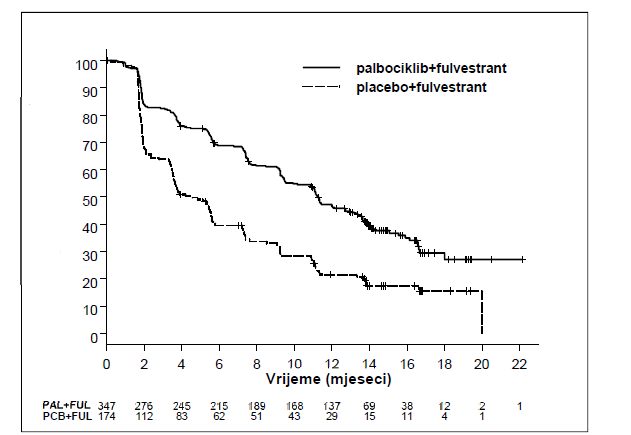 100
palbociklib+fulvestrant
90
placebo+fulvestrant
80
70
60
50
40
30
20
10
0
0 2 4 6 8 10 12 14 16 18 20 22
Vrijeme (mjeseci)
PAL+FUL 347 276 245 215 189 168 137 69 38 12 2 1
PCB+FUL 174 112 83 62 51 43 29 15 11 4 1